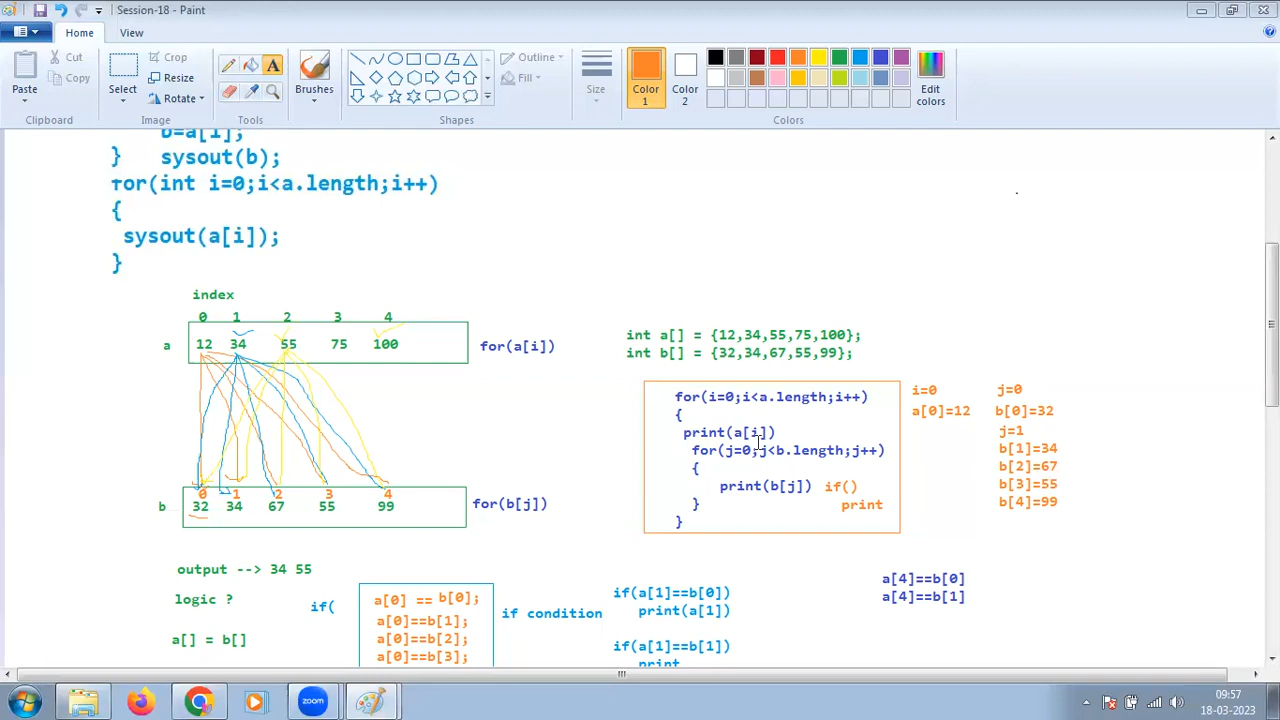 Session-18 - Paint
Home
View
Paste
Cut
Copy
Clipboard
Select
Crop
Resize
Rotate
Image
A
Tools
Brushes
Outline
Fill
Shapes
Size
Color 1
Color 2
Edit colors
Colors
b=a[i];
} sysout(b);
for(int i=0;i<a.length;i++)
{
sysout(a[i]);
}
index
0 1 2 3 4
a 12 34 55 75 100 for(a[i])
0 1 2 3 4
b 32 34 67 55 99 for(b[j])
int a[] = {12,34,55,75,100};
int b[] = {32,34,67,55,99};
for(i=0;i<a.length;i++)
{
print(a[i])
for(j=0;j<b.length;j++)
{
print(b[j]) if()
} print
}
i=0 j=0
a[0]=12 b[0]=32
j=1
b[1]=34
b[2]=67
b[3]=55
b[4]=99
output --> 34 55
logic ?
a[] = b[]
if(
a[0] == b[0];
a[0]==b[1];
a[0]==b[2];
a[0]==b[3];
if condition
if(a[1]==b[0])
print(a[1])
if(a[1]==b[1])
print
a[4]==b[0]
a[4]==b[1]
zoom
09:57
18-03-2023